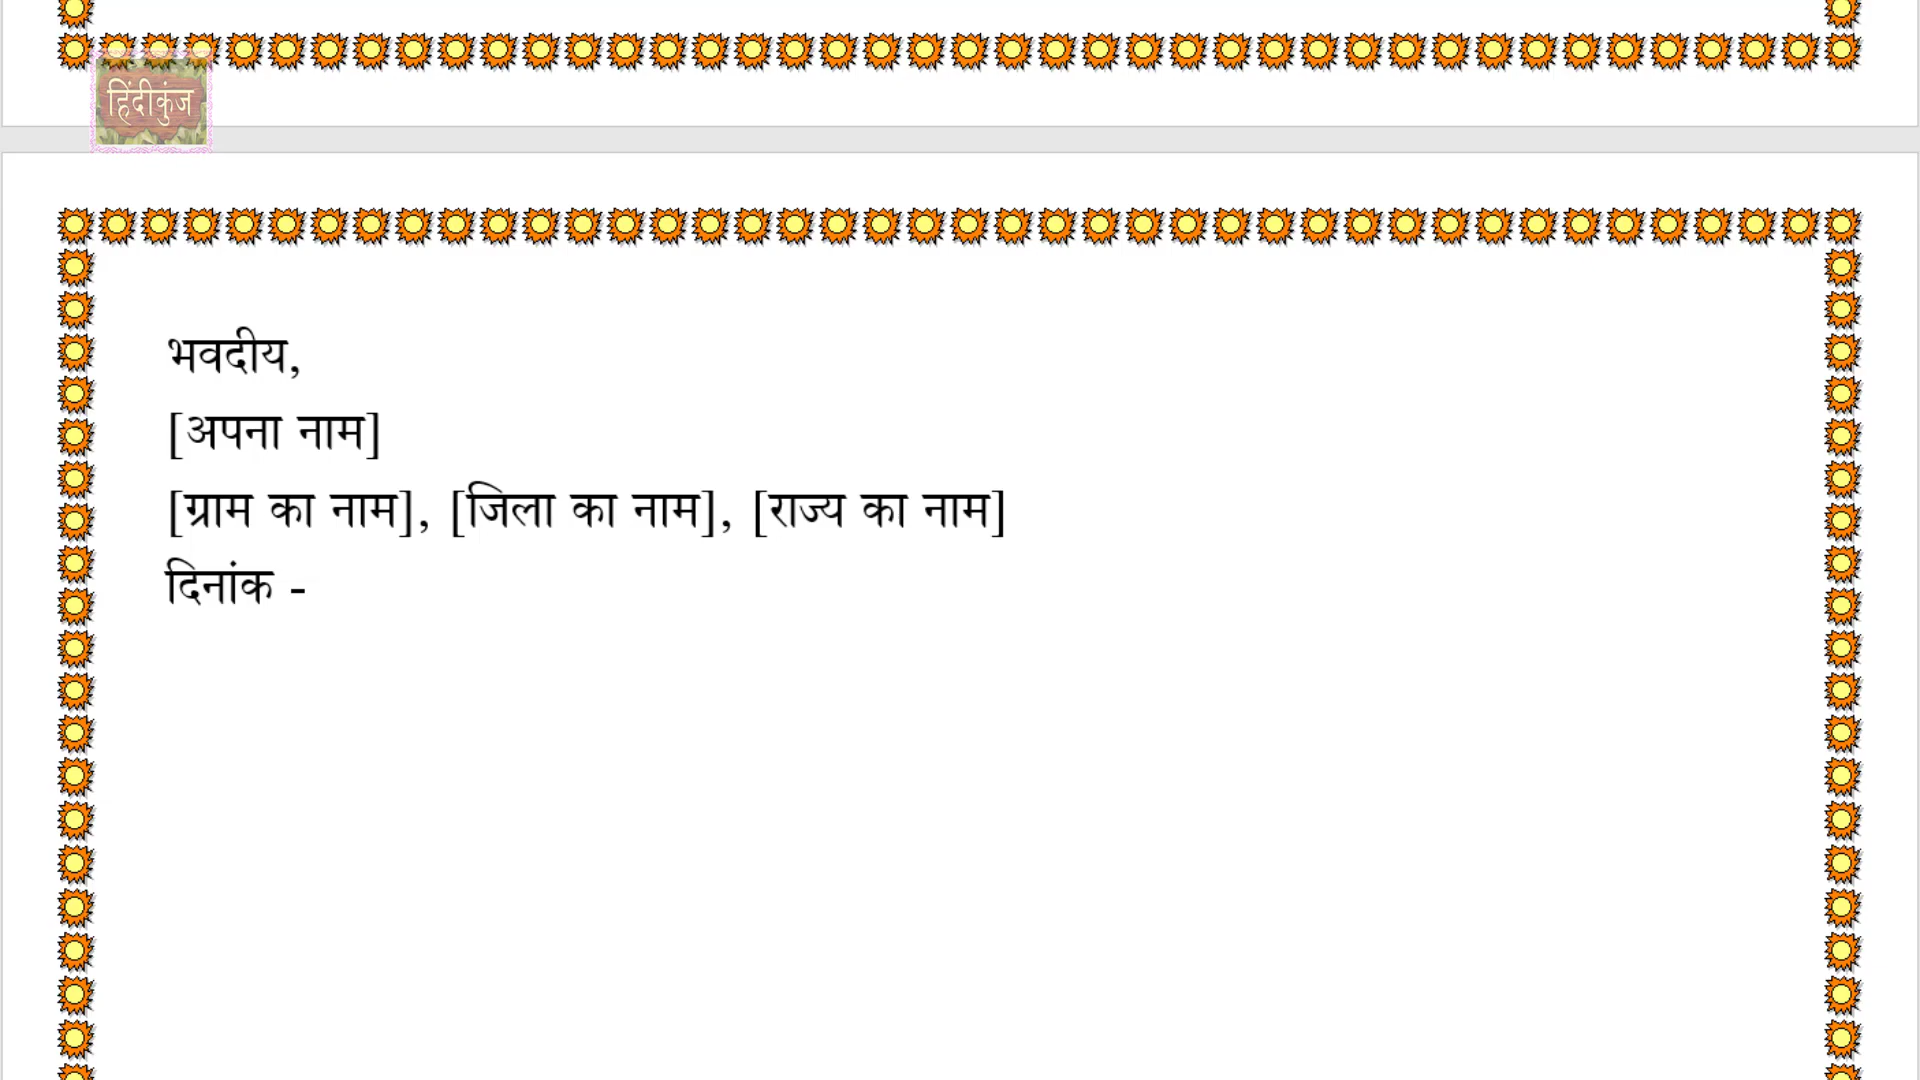 हिंदीकुंज
भवदीय,
[अपना नाम]
[ग्राम का नाम], [जिला का नाम], [राज्य का नाम]
दिनांक -